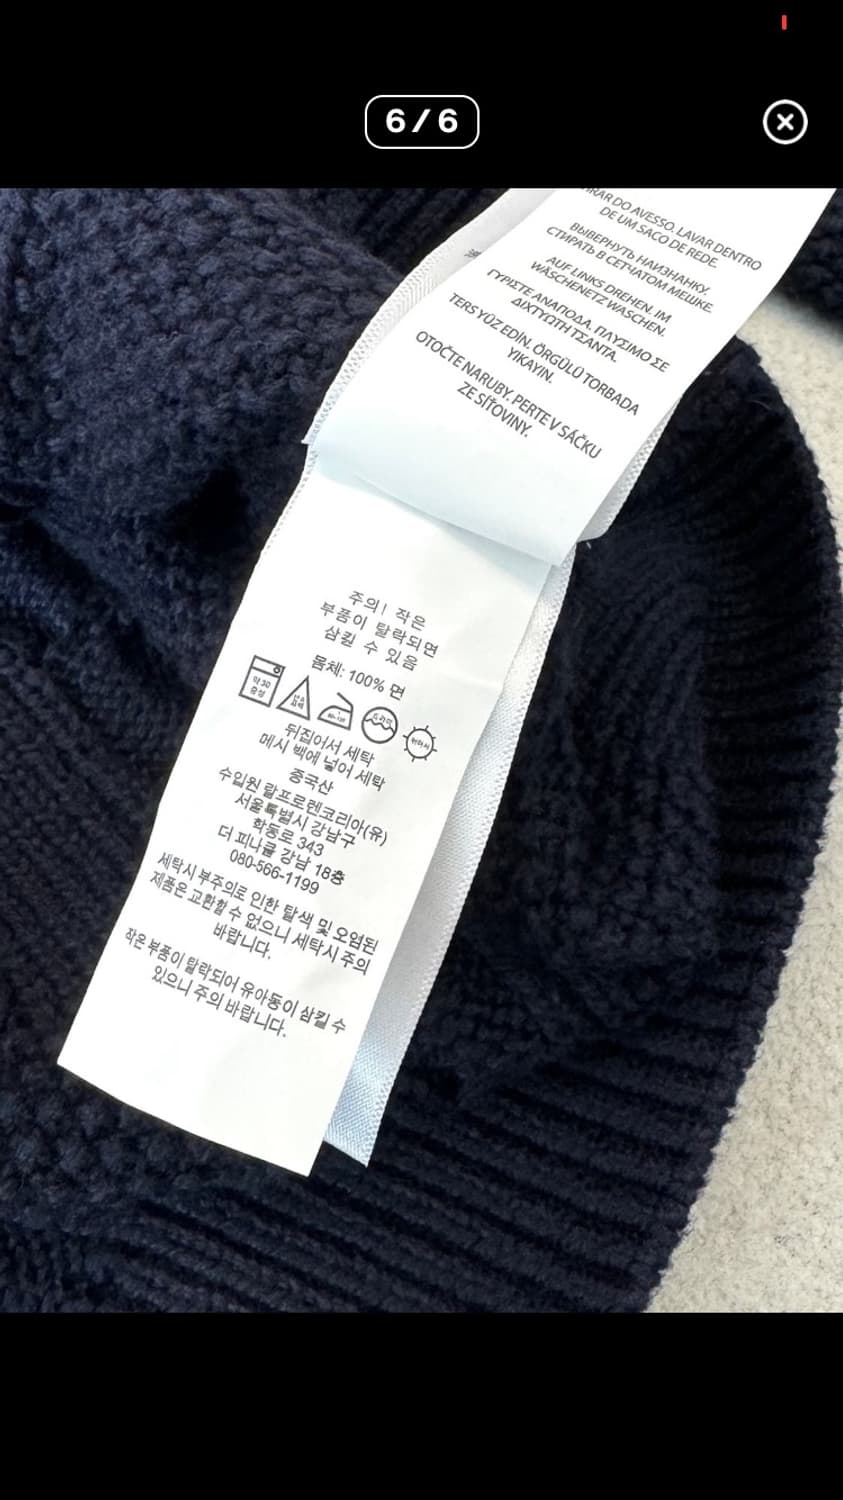 6/6
RAR DO AVESSO. LAVAR DENTRO
DE UM SACO DE REDE.
ВЫВЕРНУТЬ НАИЗНАНКУ.
СТИРАТЬ В СЕТЧАТОМ МЕШКЕ.
AUF LINKS DREHEN. IM
WÄSCHENETZ WASCHEN.
ΓΥΡΙΣΤΕ ΑΝΑΠΟΔΑ. ΠΛΥΣΙΜΟ ΣΕ
ΔΙΧΤΥΩΤΗ ΤΣΑΝΤΑ.
TERS YÜZ EDİN. ÖRGÜLÜ TORBADA
YIKAYIN.
OTOČTE NARUBY. PERTE V SÁČKU
ZE SÍŤOVINY.
주의! 작은
부품이 탈락되면
삼킬 수 있음
몸체: 100% 면
약 30
중성
80~120
드라이
뒤집어서 세탁
메시 백에 넣어 세탁
중국산
수입원 랄프로렌코리아(유)
서울특별시 강남구
학동로 343
더 피나클 강남 18층
080-566-1199
세탁시 부주의로 인한 탈색 및 오염된
제품은 교환할 수 없으니 세탁시 주의
바랍니다.
작은 부품이 탈락되어 유아동이 삼킬 수
있으니 주의 바랍니다.